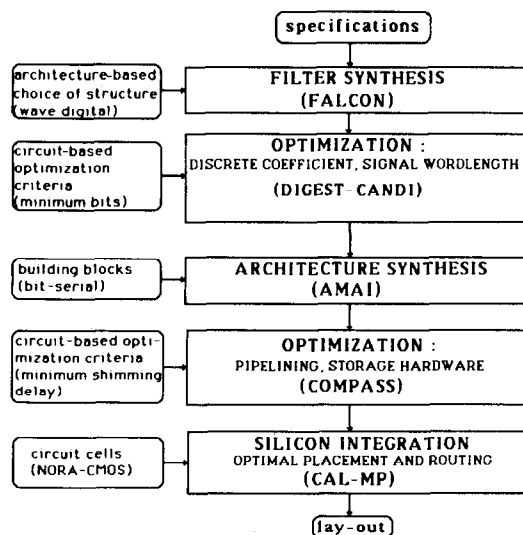 specifications
architecture-based
choice of structure
(wave digital)
FILTER SYNTHESIS
(FALCON)
circuit-based
optimization
criteria
(minimum bits)
OPTIMIZATION :
DISCRETE COEFFICIENT, SIGNAL WORDLENGTH
(DIGEST-CANDI)
building blocks
(bit-serial)
ARCHITECTURE SYNTHESIS
(AMAI)
circuit-based opti-
mization criteria
(minimum shimming
delay)
OPTIMIZATION :
PIPELINING, STORAGE HARDWARE
(COMPASS)
circuit cells
(NORA-CMOS)
SILICON INTEGRATION
OPTIMAL PLACEMENT AND ROUTING
(CAL-MP)
lay-out